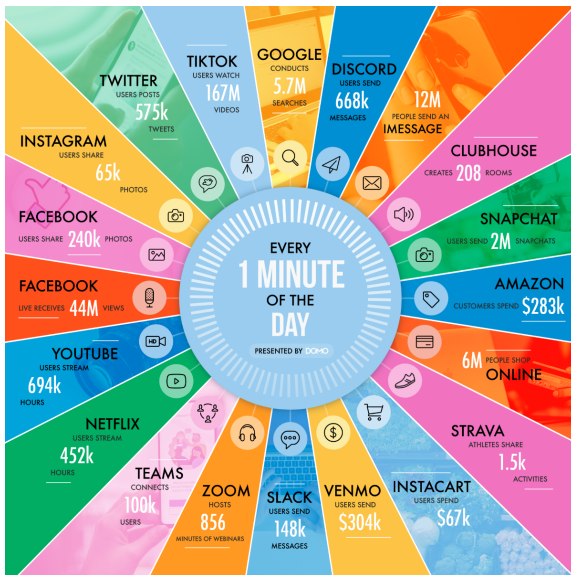 EVERY
1 MINUTE
OF THE
DAY
PRESENTED BY DOMO
GOOGLE
CONDUCTS
5.7M
SEARCHES
DISCORD
USERS SEND
668k
MESSAGES
12M
PEOPLE SEND AN
IMESSAGE
CLUBHOUSE
CREATES 208 ROOMS
SNAPCHAT
USERS SEND 2M SNAPCHATS
AMAZON
CUSTOMERS SPEND $283k
6M PEOPLE SHOP
ONLINE
STRAVA
ATHLETES SHARE
1.5k
ACTIVITIES
INSTACART
USERS SPEND
$67k
VENMO
USERS SEND
$304k
SLACK
USERS SEND
148k
MESSAGES
ZOOM
HOSTS
856
MINUTES OF WEBINARS
TEAMS
CONNECTS
100k
USERS
NETFLIX
USERS STREAM
452k
HOURS
YOUTUBE
USERS STREAM
694k
HOURS
FACEBOOK
LIVE RECEIVES 44M VIEWS
FACEBOOK
USERS SHARE 240k PHOTOS
INSTAGRAM
USERS SHARE
65k
PHOTOS
TWITTER
USERS POSTS
575k
TWEETS
TIKTOK
USERS WATCH
167M
VIDEOS
HD
$